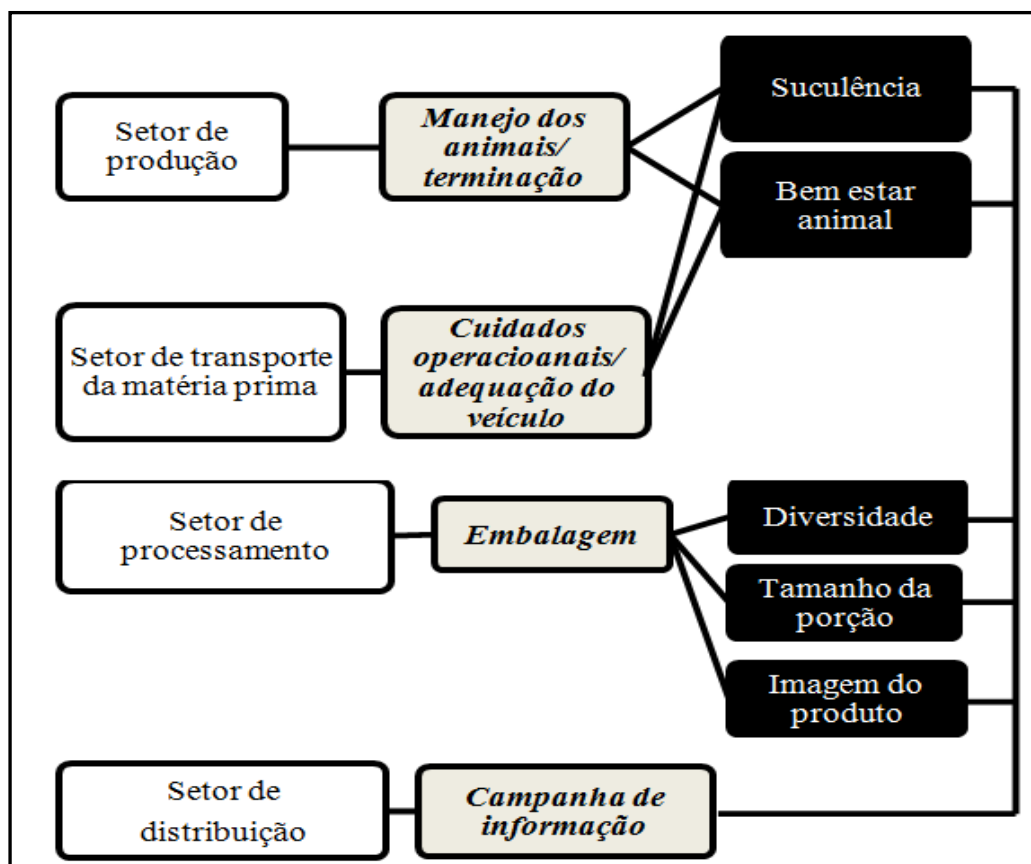 Setor de
produção
Manejo dos
animais/
terminação
Suculência
Bem estar
animal
Setor de transporte
da matéria prima
Cuidados
operacioanais/
adequação do
veículo
Setor de
processamento
Embalagem
Diversidade
Tamanho da
porção
Imagem do
produto
Setor de
distribuição
Campanha de
informação